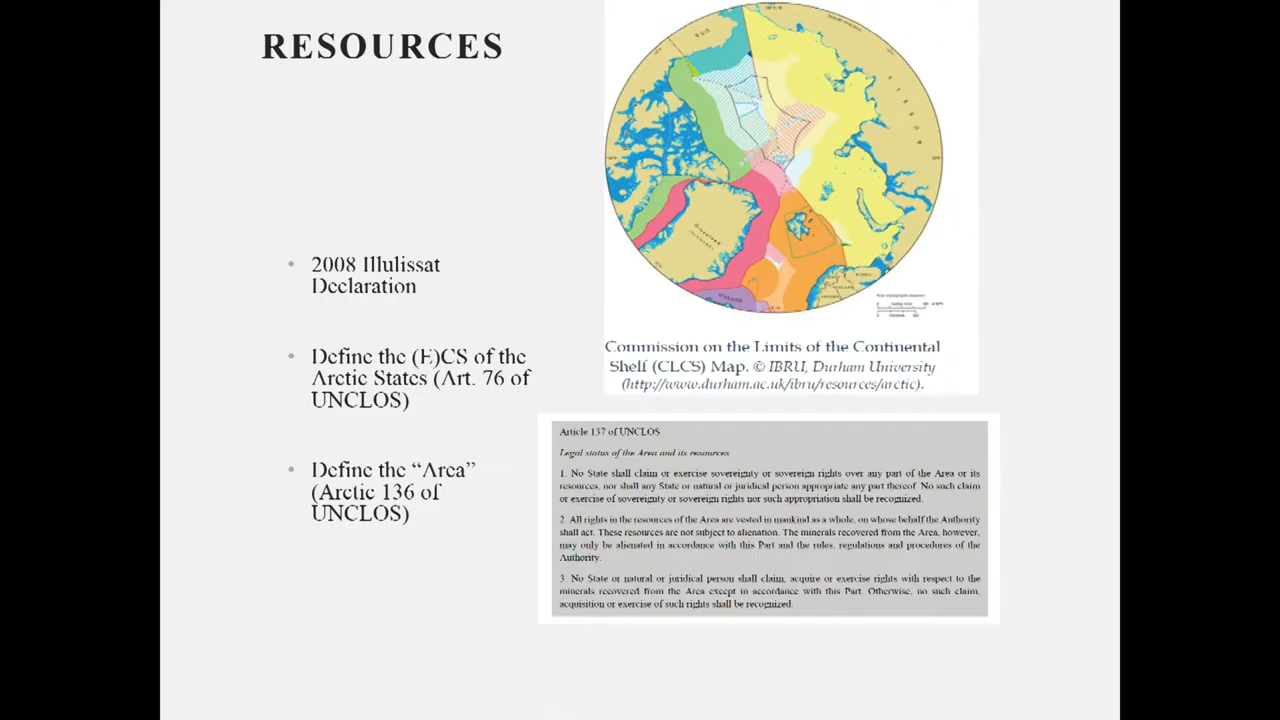 RESOURCES
• 2008 Illulissat
Declaration
• Define the (E)CS of the
Arctic States (Art. 76 of
UNCLOS)
• Define the “Area”
(Arctic 136 of
UNCLOS)
Commission on the Limits of the Continental
Shelf (CLCS) Map. © IBRU, Durham University
(http://www.durham.ac.uk/ibru/resources/arctic).
Article 137 of UNCLOS
Legal status of the Area and its resources
1. No State shall claim or exercise sovereignty or sovereign rights over any part of the Area or its
resources, nor shall any State or natural or juridical person appropriate any part thereof. No such claim
or exercise of sovereignty or sovereign rights nor such appropriation shall be recognized.
2. All rights in the resources of the Area are vested in mankind as a whole, on whose behalf the Authority
shall act. These resources are not subject to alienation. The minerals recovered from the Area, however,
may only be alienated in accordance with this Part and the rules, regulations and procedures of the
Authority.
3. No State or natural or juridical person shall claim, acquire or exercise rights with respect to the
minerals recovered from the Area except in accordance with this Part. Otherwise, no such claim,
acquisition or exercise of such rights shall be recognized.